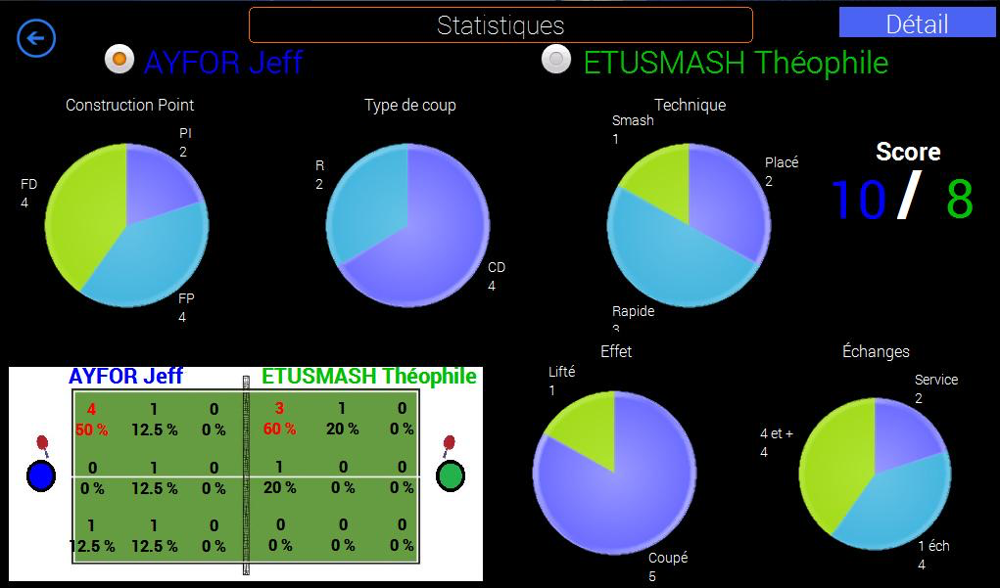 Statistiques
Détail
AYFOR Jeff
ETUSMASH Théophile
Construction Point
PI
2
FD
4
FP
4
Type de coup
R
2
CD
4
Technique
Smash
1
Placé
2
Rapide
3
Score
10 / 8
AYFOR Jeff
ETUSMASH Théophile
4 1 0 3 1 0
50 % 12.5 % 0 % 60 % 20 % 0 %
0 1 0 1 0 0
0 % 12.5 % 0 % 20 % 0 % 0 %
1 1 0 0 0 0
12.5 % 12.5 % 0 % 0 % 0 % 0 %
Effet
Lifté
1
Coupé
5
Échanges
Service
2
4 et +
4
1 éch
4